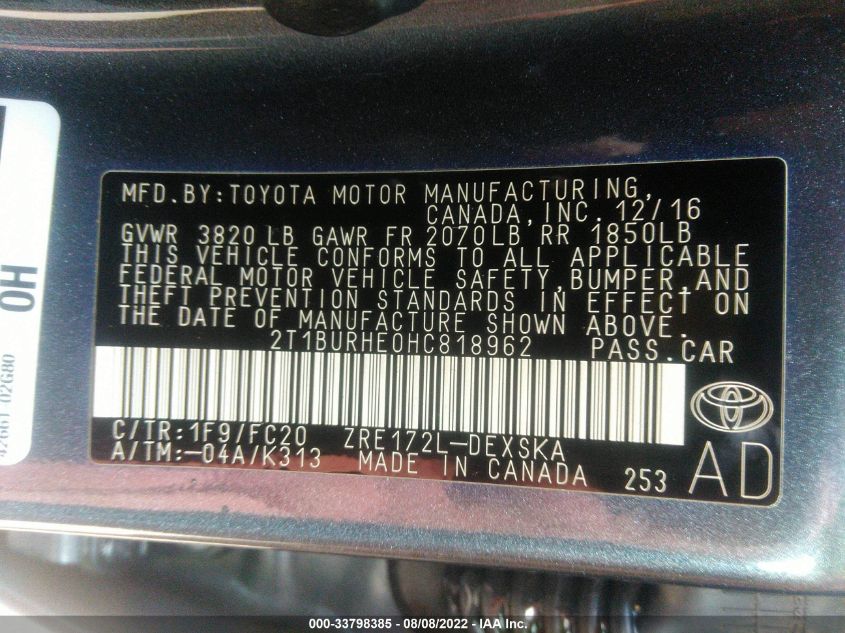 MFD.BY:TOYOTA MOTOR MANUFACTURING,
CANADA,INC. 12/16
GVWR 3820 LB GAWR FR 2070LB RR 1850LB
THIS VEHICLE CONFORMS TO ALL APPLICABLE
FEDERAL MOTOR VEHICLE SAFETY,BUMPER,AND
THEFT PREVENTION STANDARDS IN EFFECT ON
THE DATE OF MANUFACTURE SHOWN ABOVE.
2T1BURHE0HC818962 PASS.CAR
C/TR:1F9/FC20 ZRE172L-DEXSKA
A/TM:-04A/K313 MADE IN CANADA 253
AD
OH
42661-02G80
000-33798385 - 08/08/2022 - IAA Inc.